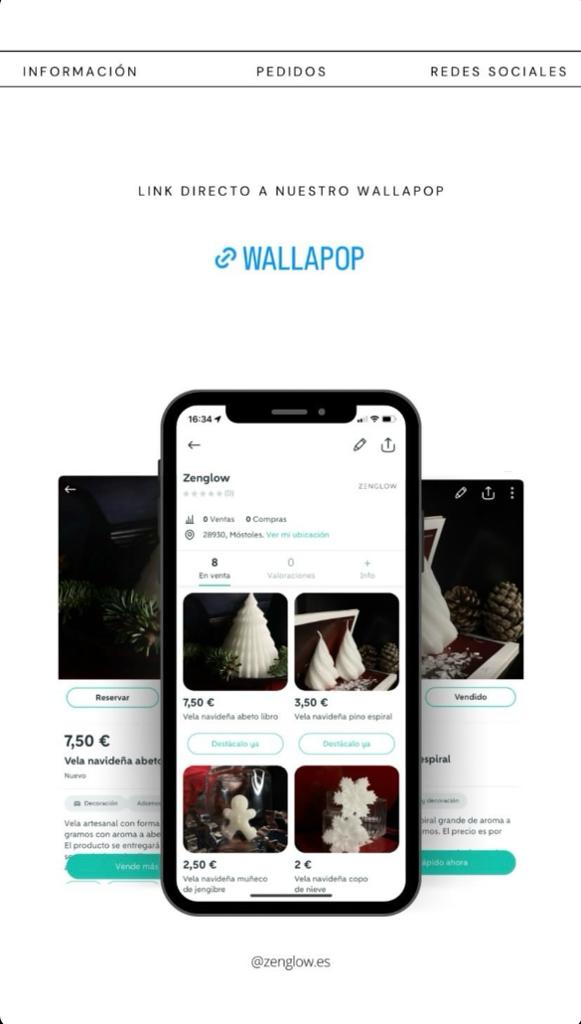 INFORMACIÓN PEDIDOS REDES SOCIALES
LINK DIRECTO A NUESTRO WALLAPOP
WALLAPOP
16:34
Zenglow
(0)
ZENGLOW
0 Ventas 0 Compras
28930, Móstoles. Ver mi ubicación
8 0 +
En venta Valoraciones Info
7,50 € 3,50 €
Vela navideña abeto libro Vela navideña pino espiral
Destácalo ya Destácalo ya
2,50 € 2 €
Vela navideña muñeco Vela navideña copo
de jengibre de nieve
Reservar
7,50 €
Vela navideña abeto
Nuevo
Decoración
Vela artesanal con forma
gramos con aroma a abe
El producto se entregará
Vende más
Vendido
espiral
y decoración
piral grande de aroma a
mos. El precio es por
ápido ahora
@zenglow.es